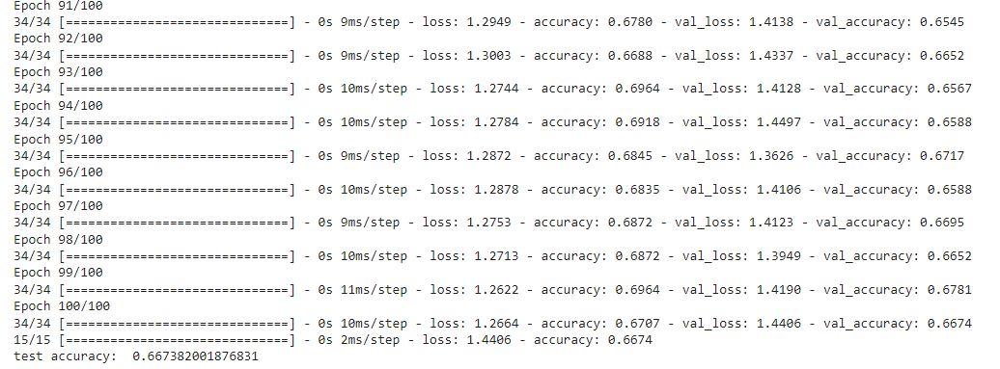 Epoch 91/100
34/34 [==============================] - 0s 9ms/step - loss: 1.2949 - accuracy: 0.6780 - val_loss: 1.4138 - val_accuracy: 0.6545
Epoch 92/100
34/34 [==============================] - 0s 9ms/step - loss: 1.3003 - accuracy: 0.6688 - val_loss: 1.4337 - val_accuracy: 0.6652
Epoch 93/100
34/34 [==============================] - 0s 10ms/step - loss: 1.2744 - accuracy: 0.6964 - val_loss: 1.4128 - val_accuracy: 0.6567
Epoch 94/100
34/34 [==============================] - 0s 10ms/step - loss: 1.2784 - accuracy: 0.6918 - val_loss: 1.4497 - val_accuracy: 0.6588
Epoch 95/100
34/34 [==============================] - 0s 9ms/step - loss: 1.2872 - accuracy: 0.6845 - val_loss: 1.3626 - val_accuracy: 0.6717
Epoch 96/100
34/34 [==============================] - 0s 10ms/step - loss: 1.2878 - accuracy: 0.6835 - val_loss: 1.4106 - val_accuracy: 0.6588
Epoch 97/100
34/34 [==============================] - 0s 9ms/step - loss: 1.2753 - accuracy: 0.6872 - val_loss: 1.4123 - val_accuracy: 0.6695
Epoch 98/100
34/34 [==============================] - 0s 10ms/step - loss: 1.2713 - accuracy: 0.6872 - val_loss: 1.3949 - val_accuracy: 0.6652
Epoch 99/100
34/34 [==============================] - 0s 11ms/step - loss: 1.2622 - accuracy: 0.6964 - val_loss: 1.4190 - val_accuracy: 0.6781
Epoch 100/100
34/34 [==============================] - 0s 10ms/step - loss: 1.2664 - accuracy: 0.6707 - val_loss: 1.4406 - val_accuracy: 0.6674
15/15 [==============================] - 0s 2ms/step - loss: 1.4406 - accuracy: 0.6674
test accuracy:  0.667382001876831